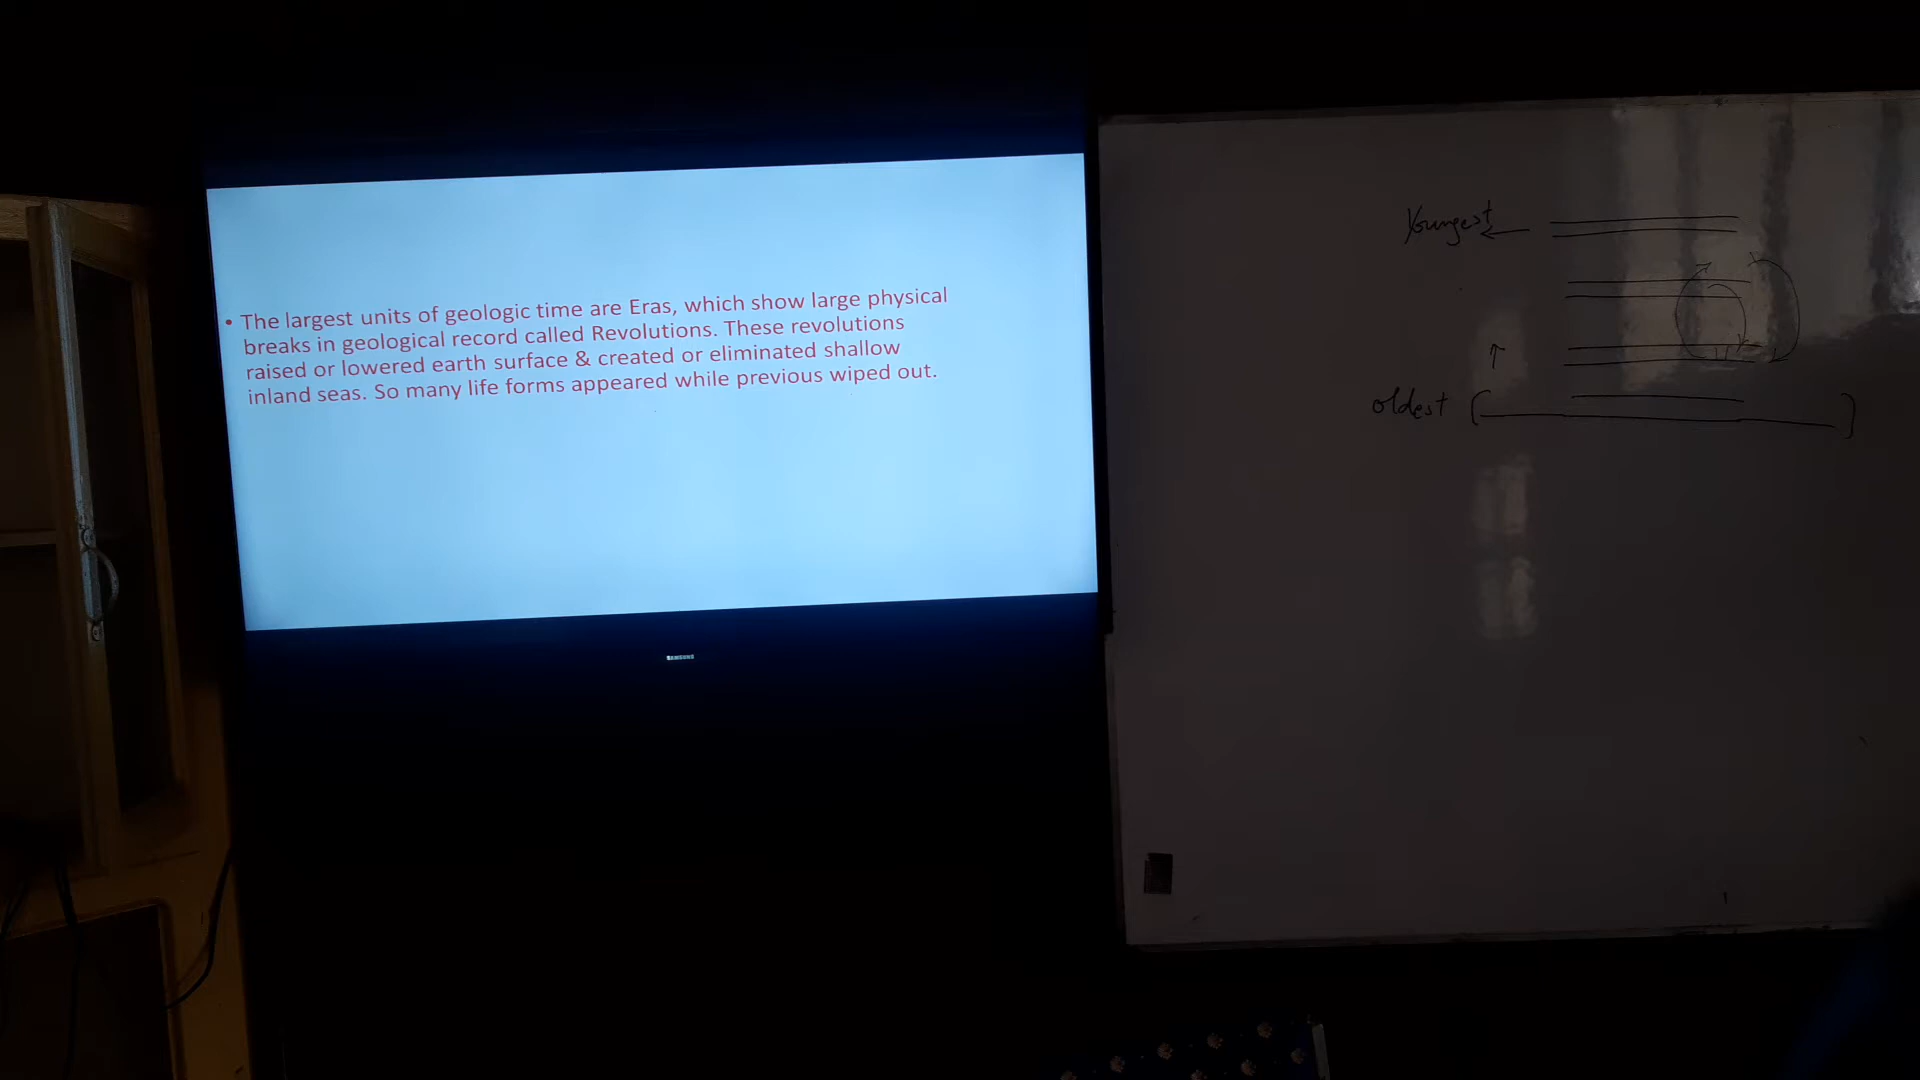 • The largest units of geologic time are Eras, which show large physical
breaks in geological record called Revolutions. These revolutions
raised or lowered earth surface & created or eliminated shallow
inland seas. So many life forms appeared while previous wiped out.
SAMSUNG
Youngest
oldest